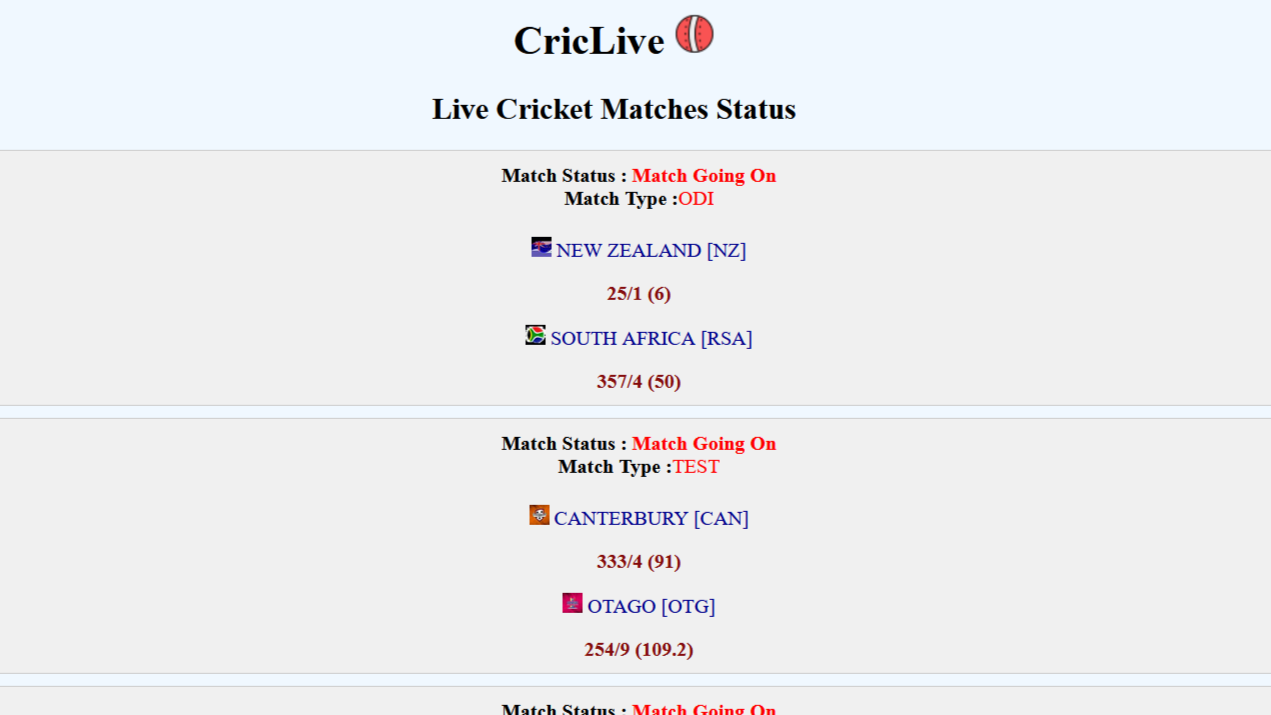 CricLive
Live Cricket Matches Status
Match Status : Match Going On
Match Type :ODI
NEW ZEALAND [NZ]
25/1 (6)
SOUTH AFRICA [RSA]
357/4 (50)
Match Status : Match Going On
Match Type :TEST
CANTERBURY [CAN]
333/4 (91)
OTAGO [OTG]
254/9 (109.2)
Match Status : Match Going On